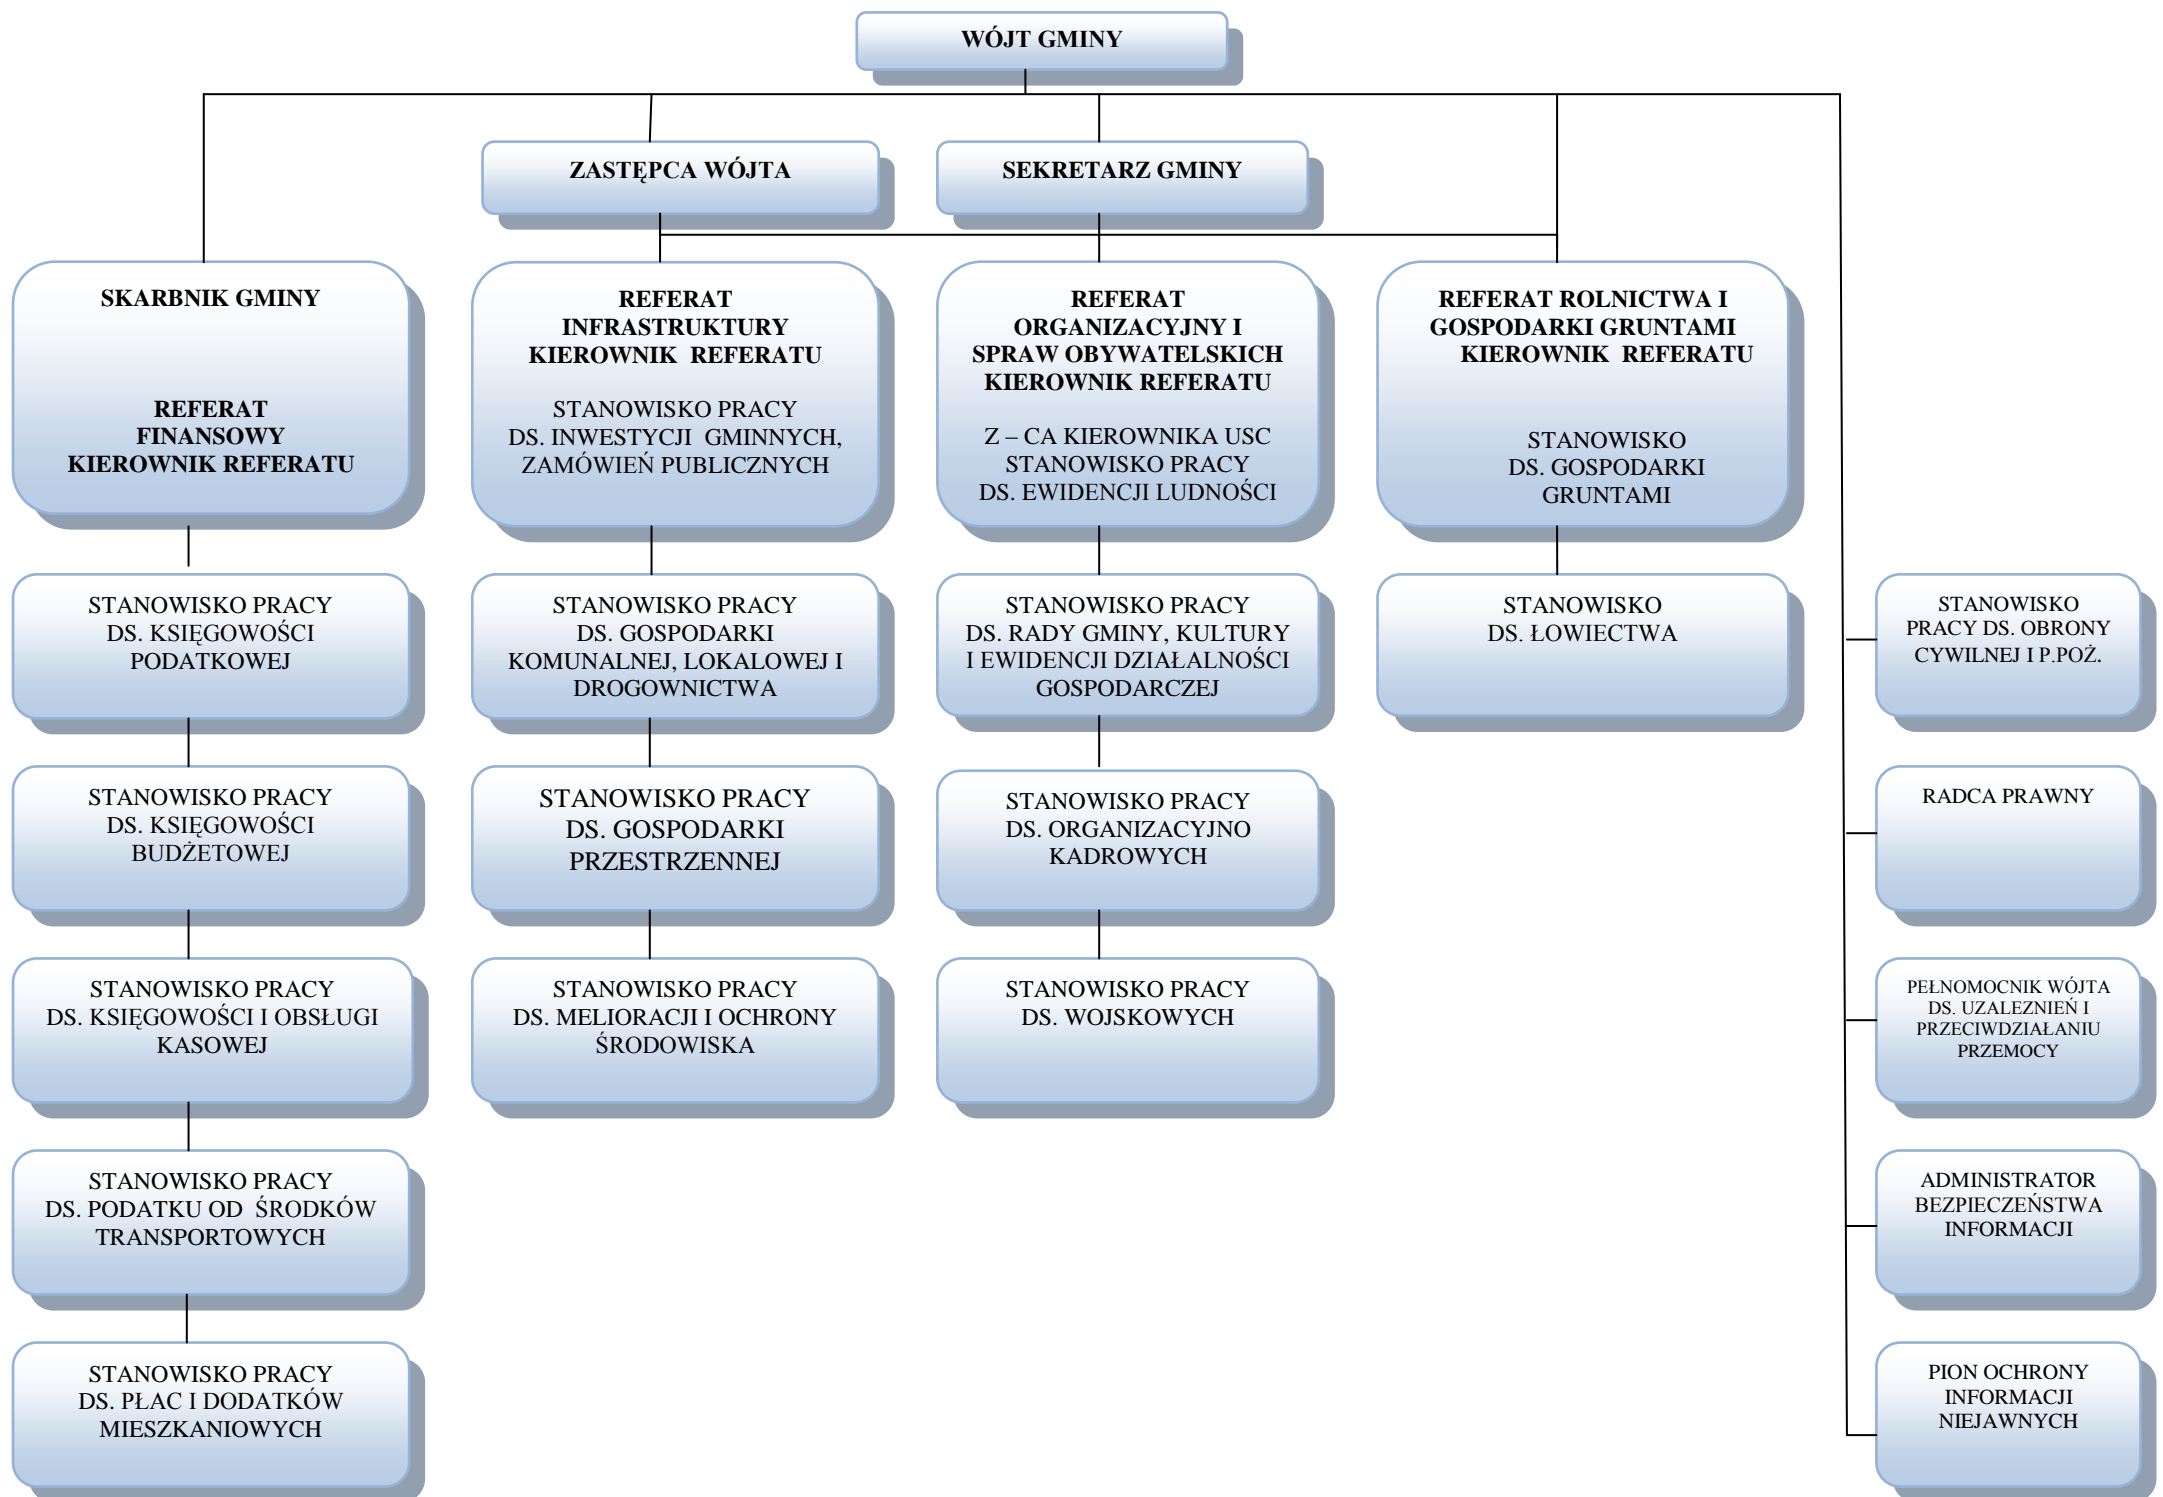 WÓJT GMINY
ZASTĘPCA WÓJTA
SEKRETARZ GMINY
SKARBNIK GMINY
REFERAT
FINANSOWY
KIEROWNIK REFERATU
REFERAT
INFRASTRUKTURY
KIEROWNIK REFERATU
STANOWISKO PRACY
DS. INWESTYCJI GMINNYCH,
ZAMÓWIEŃ PUBLICZNYCH
REFERAT
ORGANIZACYJNY I
SPRAW OBYWATELSKICH
KIEROWNIK REFERATU
Z – CA KIEROWNIKA USC
STANOWISKO PRACY
DS. EWIDENCJI LUDNOŚCI
REFERAT ROLNICTWA I
GOSPODARKI GRUNTAMI
KIEROWNIK REFERATU
STANOWISKO
DS. GOSPODARKI
GRUNTAMI
STANOWISKO PRACY
DS. KSIĘGOWOŚCI
PODATKOWEJ
STANOWISKO PRACY
DS. GOSPODARKI
KOMUNALNEJ, LOKALOWEJ I
DROGOWNICTWA
STANOWISKO PRACY
DS. RADY GMINY, KULTURY
I EWIDENCJI DZIAŁALNOŚCI
GOSPODARCZEJ
STANOWISKO
DS. ŁOWIECTWA
STANOWISKO
PRACY DS. OBRONY
CYWILNEJ I P.POŻ.
STANOWISKO PRACY
DS. KSIĘGOWOŚCI
BUDŻETOWEJ
STANOWISKO PRACY
DS. GOSPODARKI
PRZESTRZENNEJ
STANOWISKO PRACY
DS. ORGANIZACYJNO
KADROWYCH
RADCA PRAWNY
STANOWISKO PRACY
DS. KSIĘGOWOŚCI I OBSŁUGI
KASOWEJ
STANOWISKO PRACY
DS. MELIORACJI I OCHRONY
ŚRODOWISKA
STANOWISKO PRACY
DS. WOJSKOWYCH
PEŁNOMOCNIK WÓJTA
DS. UZALEZNIEŃ I
PRZECIWDZIAŁANIU
PRZEMOCY
STANOWISKO PRACY
DS. PODATKU OD ŚRODKÓW
TRANSPORTOWYCH
ADMINISTRATOR
BEZPIECZEŃSTWA
INFORMACJI
STANOWISKO PRACY
DS. PŁAC I DODATKÓW
MIESZKANIOWYCH
PION OCHRONY
INFORMACJI
NIEJAWNYCH